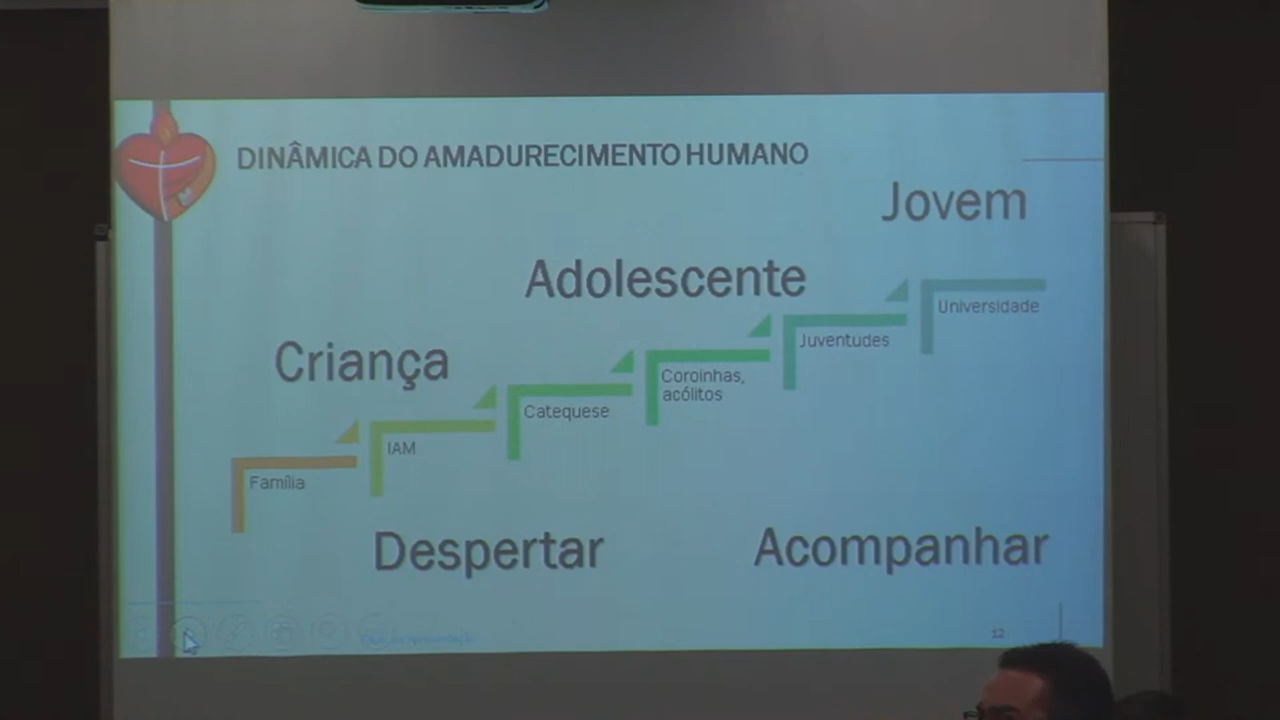 DINÂMICA DO AMADURECIMENTO HUMANO
Jovem
Adolescente
Criança
Universidade
Juventudes
Coroinhas,
acólitos
Catequese
IAM
Família
Despertar
Acompanhar
12